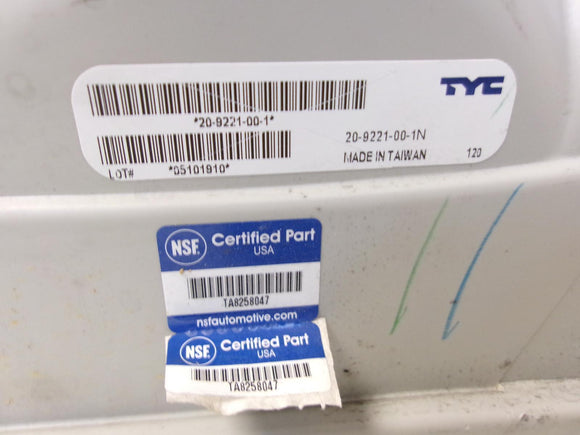 TYC
*20-9221-00-1*
20-9221-00-1N
LOT# *05101910*
MADE IN TAIWAN 120
NSF. Certified Part
USA
TA8258047
nsfautomotive.com
NSF. Certified Part
USA
TA8258047